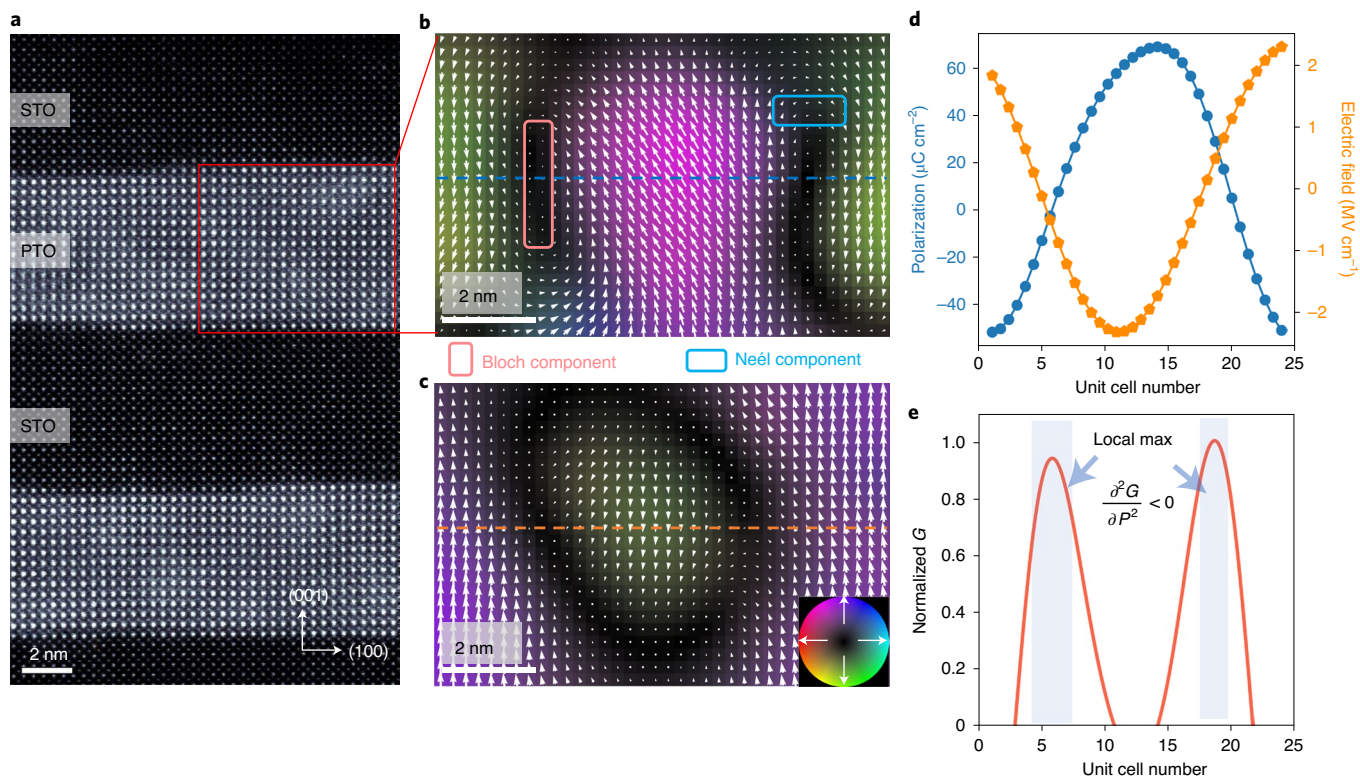 a
STO
PTO
STO
(001)
(100)
2 nm
b
2 nm
Bloch component
Neél component
c
2 nm
d
60
40
20
0
−20
−40
Polarization (μC cm−2)
2
1
0
−1
−2
Electric field (MV cm−1)
0
5
10
15
20
25
Unit cell number
e
1.0
0.8
0.6
0.4
0.2
0
Normalized G
Local max
∂2G
∂P2
< 0
0
5
10
15
20
25
Unit cell number